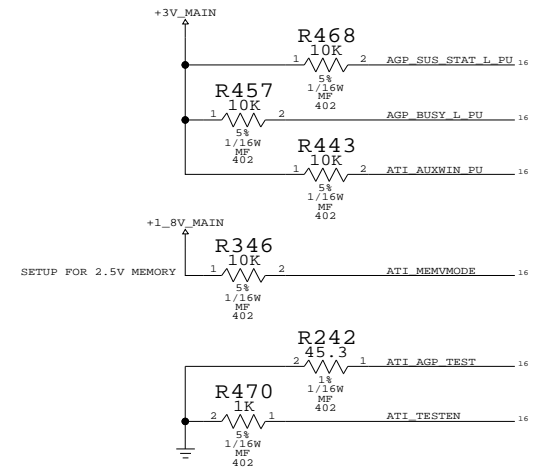 +3V_MAIN
R468
10K
1 2 AGP_SUS_STAT_L_PU 16
5%
1/16W
MF
402
R457
10K
1 2 AGP_BUSY_L_PU 16
5%
1/16W
MF
402
R443
10K
1 2 ATI_AUXWIN_PU 16
5%
1/16W
MF
402
+1_8V_MAIN
R346
10K
SETUP FOR 2.5V MEMORY 1 2 ATI_MEMVMODE 16
5%
1/16W
MF
402
R242
45.3
2 1 ATI_AGP_TEST 16
1%
1/16W
MF
402
R470
1K
2 1 ATI_TESTEN 16
5%
1/16W
MF
402